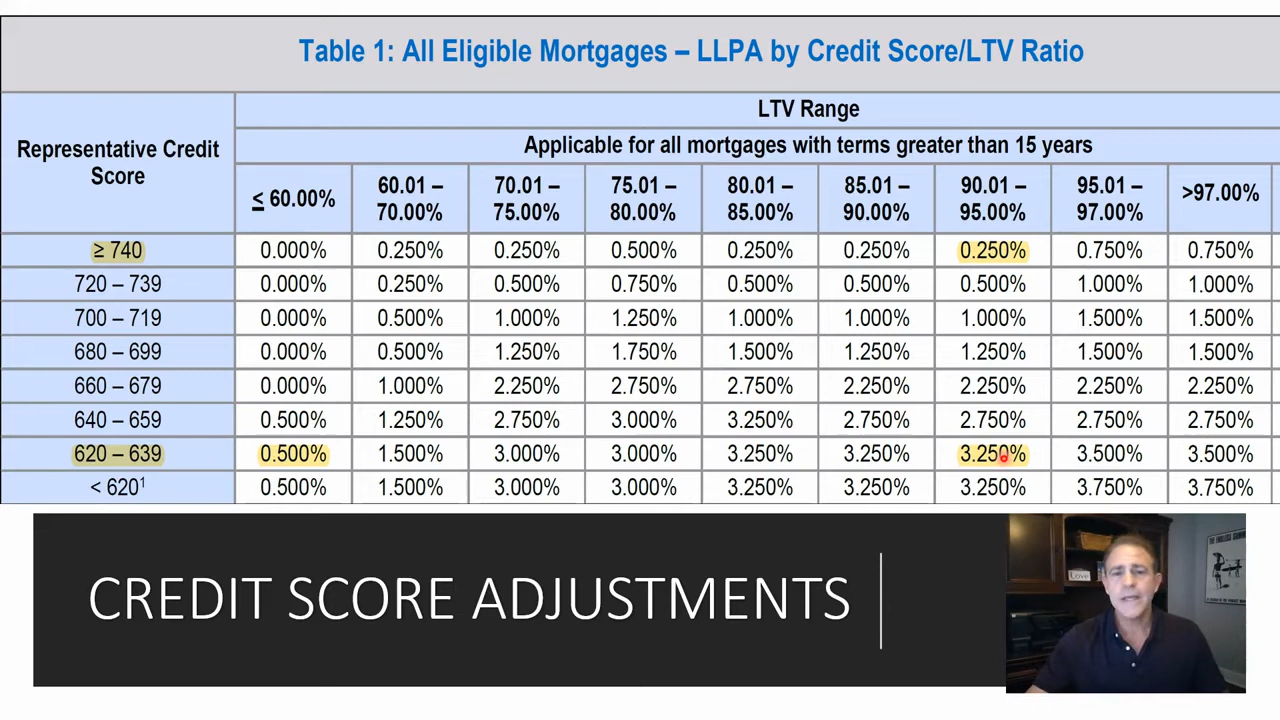 Table 1: All Eligible Mortgages – LLPA by Credit Score/LTV Ratio
Representative Credit
Score
LTV Range
Applicable for all mortgages with terms greater than 15 years
≤ 60.00% 60.01 – 70.00% 70.01 – 75.00% 75.01 – 80.00% 80.01 – 85.00% 85.01 – 90.00% 90.01 – 95.00% 95.01 – 97.00% >97.00%
≥ 740 0.000% 0.250% 0.250% 0.500% 0.250% 0.250% 0.250% 0.750% 0.750%
720 – 739 0.000% 0.250% 0.500% 0.750% 0.500% 0.500% 0.500% 1.000% 1.000%
700 – 719 0.000% 0.500% 1.000% 1.250% 1.000% 1.000% 1.000% 1.500% 1.500%
680 – 699 0.000% 0.500% 1.250% 1.750% 1.500% 1.250% 1.250% 1.500% 1.500%
660 – 679 0.000% 1.000% 2.250% 2.750% 2.750% 2.250% 2.250% 2.250% 2.250%
640 – 659 0.500% 1.250% 2.750% 3.000% 3.250% 2.750% 2.750% 2.750% 2.750%
620 – 639 0.500% 1.500% 3.000% 3.000% 3.250% 3.250% 3.250% 3.500% 3.500%
< 620¹ 0.500% 1.500% 3.000% 3.000% 3.250% 3.250% 3.250% 3.750% 3.750%
CREDIT SCORE ADJUSTMENTS
Love
THE ENDLESS SUMMER